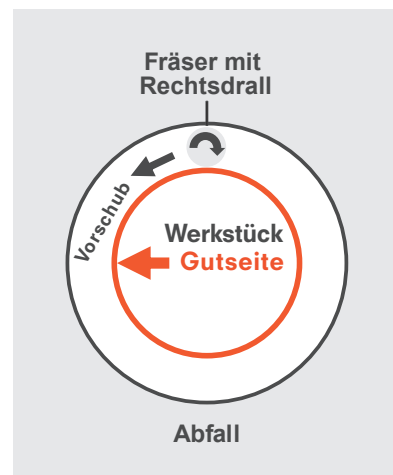 Fräser mit
Rechtsdrall
Vorschub
Werkstück
Gutseite
Abfall